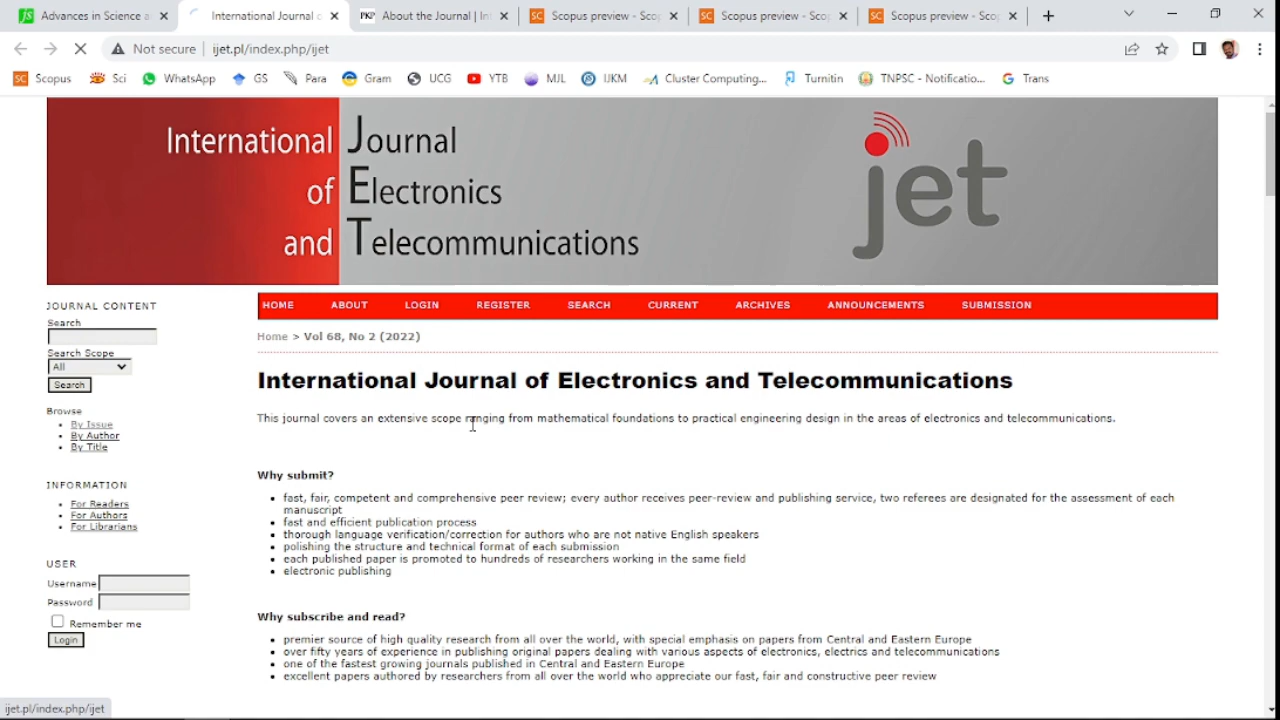 Advances in Science a
International Journal o
PKP About the Journal | Int
SC Scopus preview - Scop
SC Scopus preview - Scop
SC Scopus preview - Scop
Not secure ijet.pl/index.php/ijet
SC Scopus Sci WhatsApp GS Para Gram UCG YTB MJL IJKM Cluster Computing... Turnitin TNPSC - Notificatio... Trans
International Journal
of Electronics
and Telecommunications
jet
JOURNAL CONTENT
Search
Search Scope
All
Search
Browse
By Issue
By Author
By Title
INFORMATION
For Readers
For Authors
For Librarians
USER
Username
Password
Remember me
Login
HOME ABOUT LOGIN REGISTER SEARCH CURRENT ARCHIVES ANNOUNCEMENTS SUBMISSION
Home > Vol 68, No 2 (2022)
International Journal of Electronics and Telecommunications
This journal covers an extensive scope ranging from mathematical foundations to practical engineering design in the areas of electronics and telecommunications.
Why submit?
fast, fair, competent and comprehensive peer review; every author receives peer-review and publishing service, two referees are designated for the assessment of each
manuscript
fast and efficient publication process
thorough language verification/correction for authors who are not native English speakers
polishing the structure and technical format of each submission
each published paper is promoted to hundreds of researchers working in the same field
electronic publishing
Why subscribe and read?
premier source of high quality research from all over the world, with special emphasis on papers from Central and Eastern Europe
over fifty years of experience in publishing original papers dealing with various aspects of electronics, electrics and telecommunications
one of the fastest growing journals published in Central and Eastern Europe
excellent papers authored by researchers from all over the world who appreciate our fast, fair and constructive peer review
ijet.pl/index.php/ijet